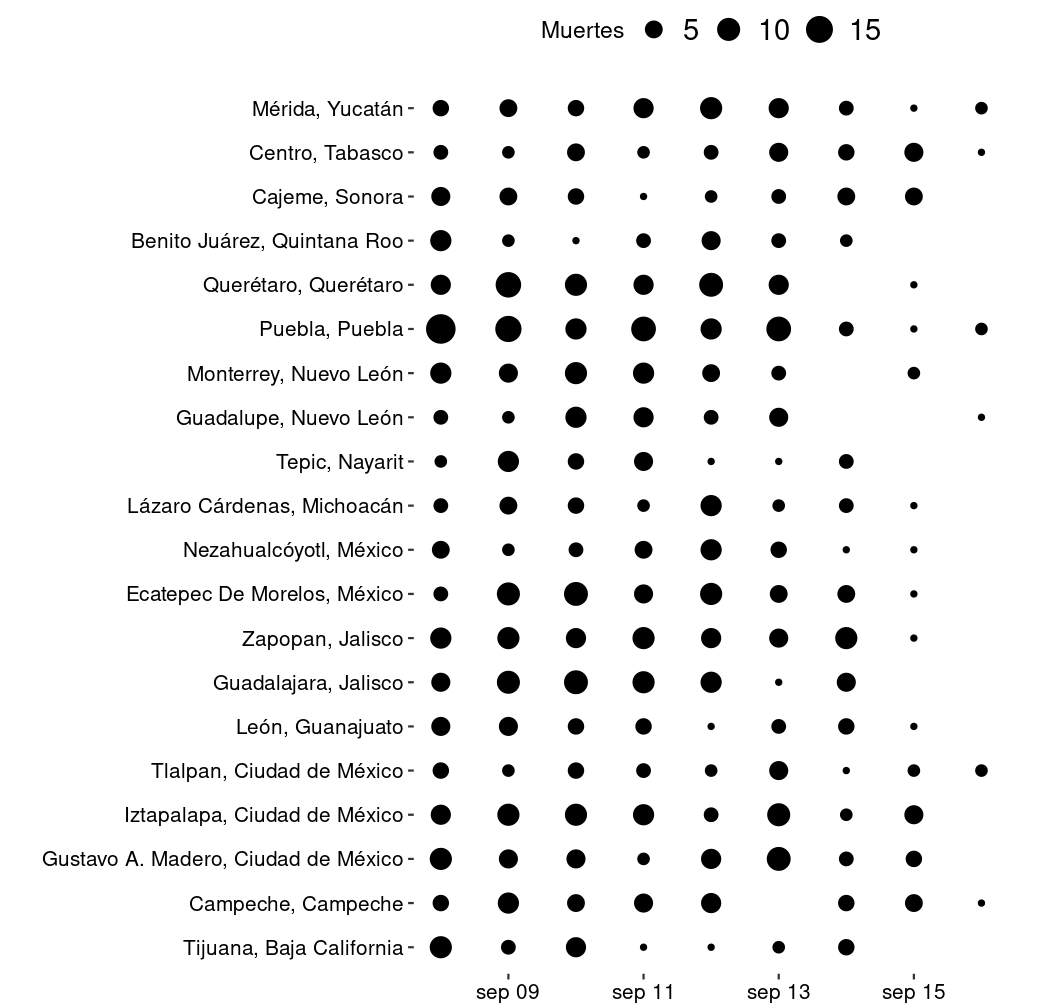 Muertes 5 10 15
Mérida, Yucatán
Centro, Tabasco
Cajeme, Sonora
Benito Juárez, Quintana Roo
Querétaro, Querétaro
Puebla, Puebla
Monterrey, Nuevo León
Guadalupe, Nuevo León
Tepic, Nayarit
Lázaro Cárdenas, Michoacán
Nezahualcóyotl, México
Ecatepec De Morelos, México
Zapopan, Jalisco
Guadalajara, Jalisco
León, Guanajuato
Tlalpan, Ciudad de México
Iztapalapa, Ciudad de México
Gustavo A. Madero, Ciudad de México
Campeche, Campeche
Tijuana, Baja California
sep 09 sep 11 sep 13 sep 15